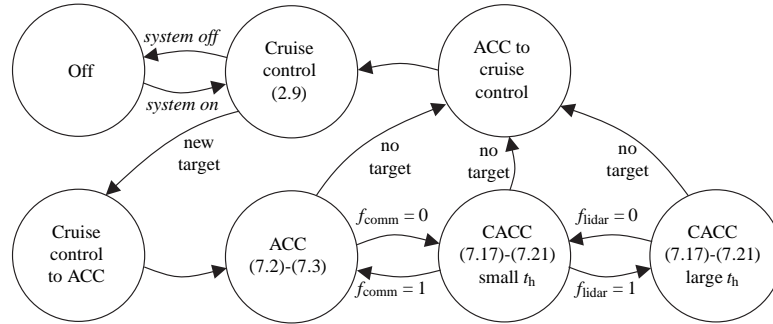 Off
system off
system on
Cruise
control
(2.9)
ACC to
cruise
control
new
target
no
target
no
target
no
target
Cruise
control
to ACC
ACC
(7.2)-(7.3)
f_comm = 0
f_comm = 1
CACC
(7.17)-(7.21)
small t_h
f_lidar = 0
f_lidar = 1
CACC
(7.17)-(7.21)
large t_h